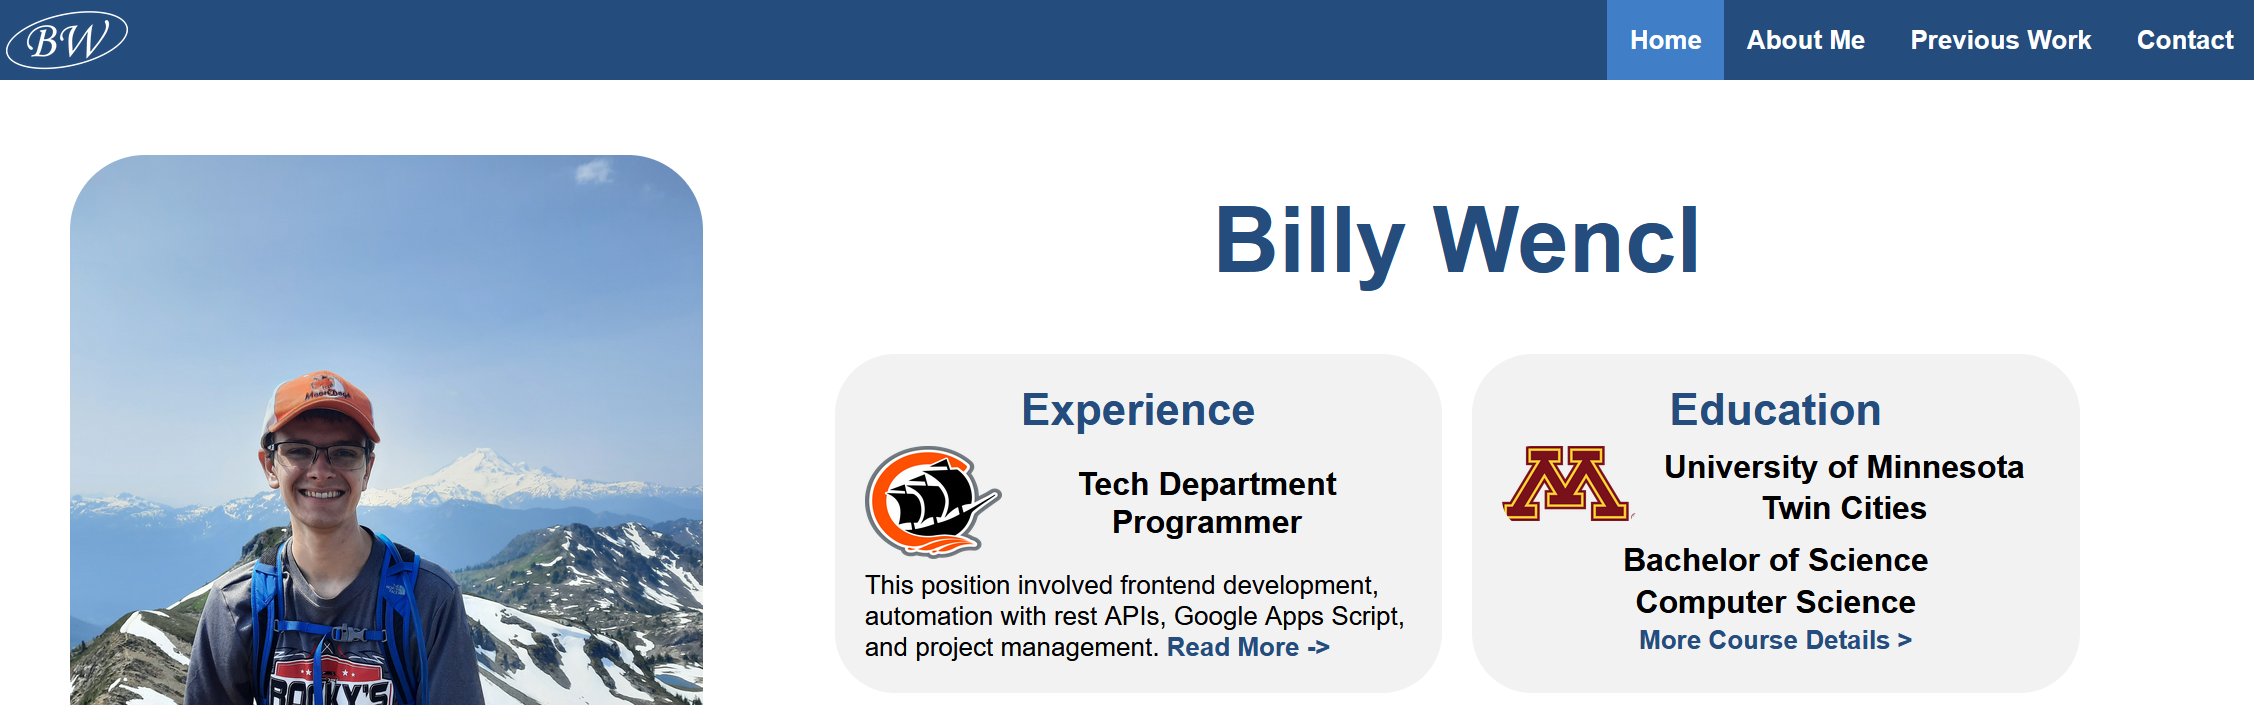 BW
Home
About Me
Previous Work
Contact
Billy Wencl
Experience
Tech Department
Programmer
This position involved frontend development,
automation with rest APIs, Google Apps Script,
and project management. Read More ->
Education
M
University of Minnesota
Twin Cities
Bachelor of Science
Computer Science
More Course Details >
ROCKY'S